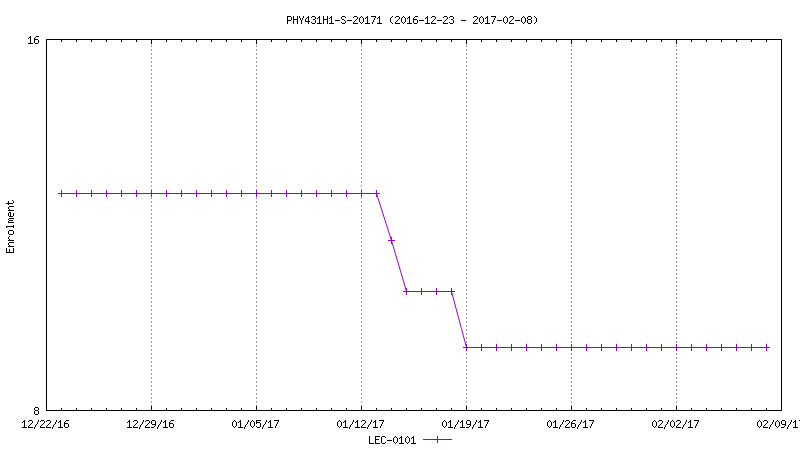 PHY431H1-S-20171 (2016-12-23 - 2017-02-08)
16
Enrolment
8
12/22/16 12/29/16 01/05/17 01/12/17 01/19/17 01/26/17 02/02/17 02/09/1
LEC-0101